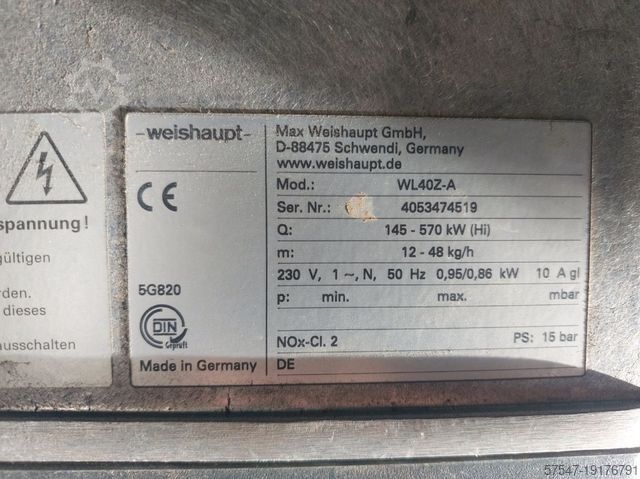 spannung!
gültigen
rden.
s dieses
ausschalten
-weishaupt-
CE
5G820
DIN
Geprüft
Made in Germany
Max Weishaupt GmbH,
D-88475 Schwendi, Germany
www.weishaupt.de
Mod.: WL40Z-A
Ser. Nr.: 4053474519
Q: 145 - 570 kW (Hi)
m: 12 - 48 kg/h
230 V, 1 ~, N, 50 Hz 0,95/0,86 kW 10 A gl
p: min. max. mbar
NOx-Cl. 2 PS: 15 bar
DE
57547-19176791